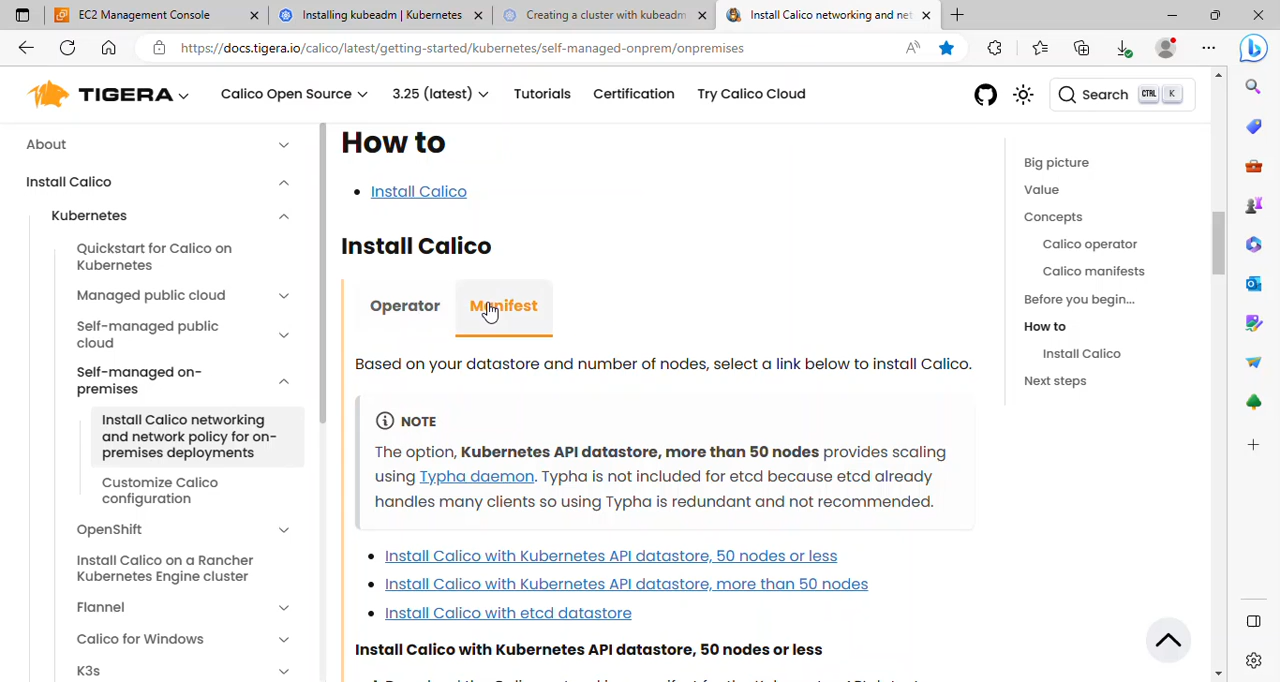 EC2 Management Console
Installing kubeadm | Kubernetes
Creating a cluster with kubeadm
Install Calico networking and net
https://docs.tigera.io/calico/latest/getting-started/kubernetes/self-managed-onprem/onpremises
TIGERA
Calico Open Source
3.25 (latest)
Tutorials
Certification
Try Calico Cloud
Search
CTRL
K
About
Install Calico
Kubernetes
Quickstart for Calico on
Kubernetes
Managed public cloud
Self-managed public
cloud
Self-managed on-
premises
Install Calico networking
and network policy for on-
premises deployments
Customize Calico
configuration
OpenShift
Install Calico on a Rancher
Kubernetes Engine cluster
Flannel
Calico for Windows
K3s
How to
Install Calico
Install Calico
Operator
Manifest
Based on your datastore and number of nodes, select a link below to install Calico.
NOTE
The option, Kubernetes API datastore, more than 50 nodes provides scaling
using Typha daemon. Typha is not included for etcd because etcd already
handles many clients so using Typha is redundant and not recommended.
Install Calico with Kubernetes API datastore, 50 nodes or less
Install Calico with Kubernetes API datastore, more than 50 nodes
Install Calico with etcd datastore
Install Calico with Kubernetes API datastore, 50 nodes or less
Big picture
Value
Concepts
Calico operator
Calico manifests
Before you begin...
How to
Install Calico
Next steps